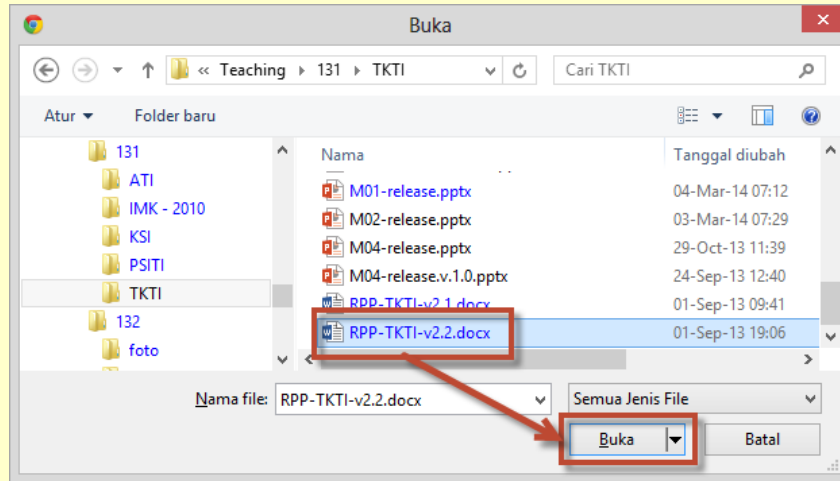 Buka
« Teaching 131 TKTI
Cari TKTI
Atur
Folder baru
131
ATI
IMK - 2010
KSI
PSITI
TKTI
132
foto
Nama Tanggal diubah
M01-release.pptx 04-Mar-14 07:12
M02-release.pptx 03-Mar-14 07:29
M04-release.pptx 29-Oct-13 11:39
M04-release.v.1.0.pptx 24-Sep-13 12:40
RPP-TKTI-v2.1.docx 01-Sep-13 09:41
RPP-TKTI-v2.2.docx 01-Sep-13 19:06
Nama file: RPP-TKTI-v2.2.docx
Semua Jenis File
Buka
Batal